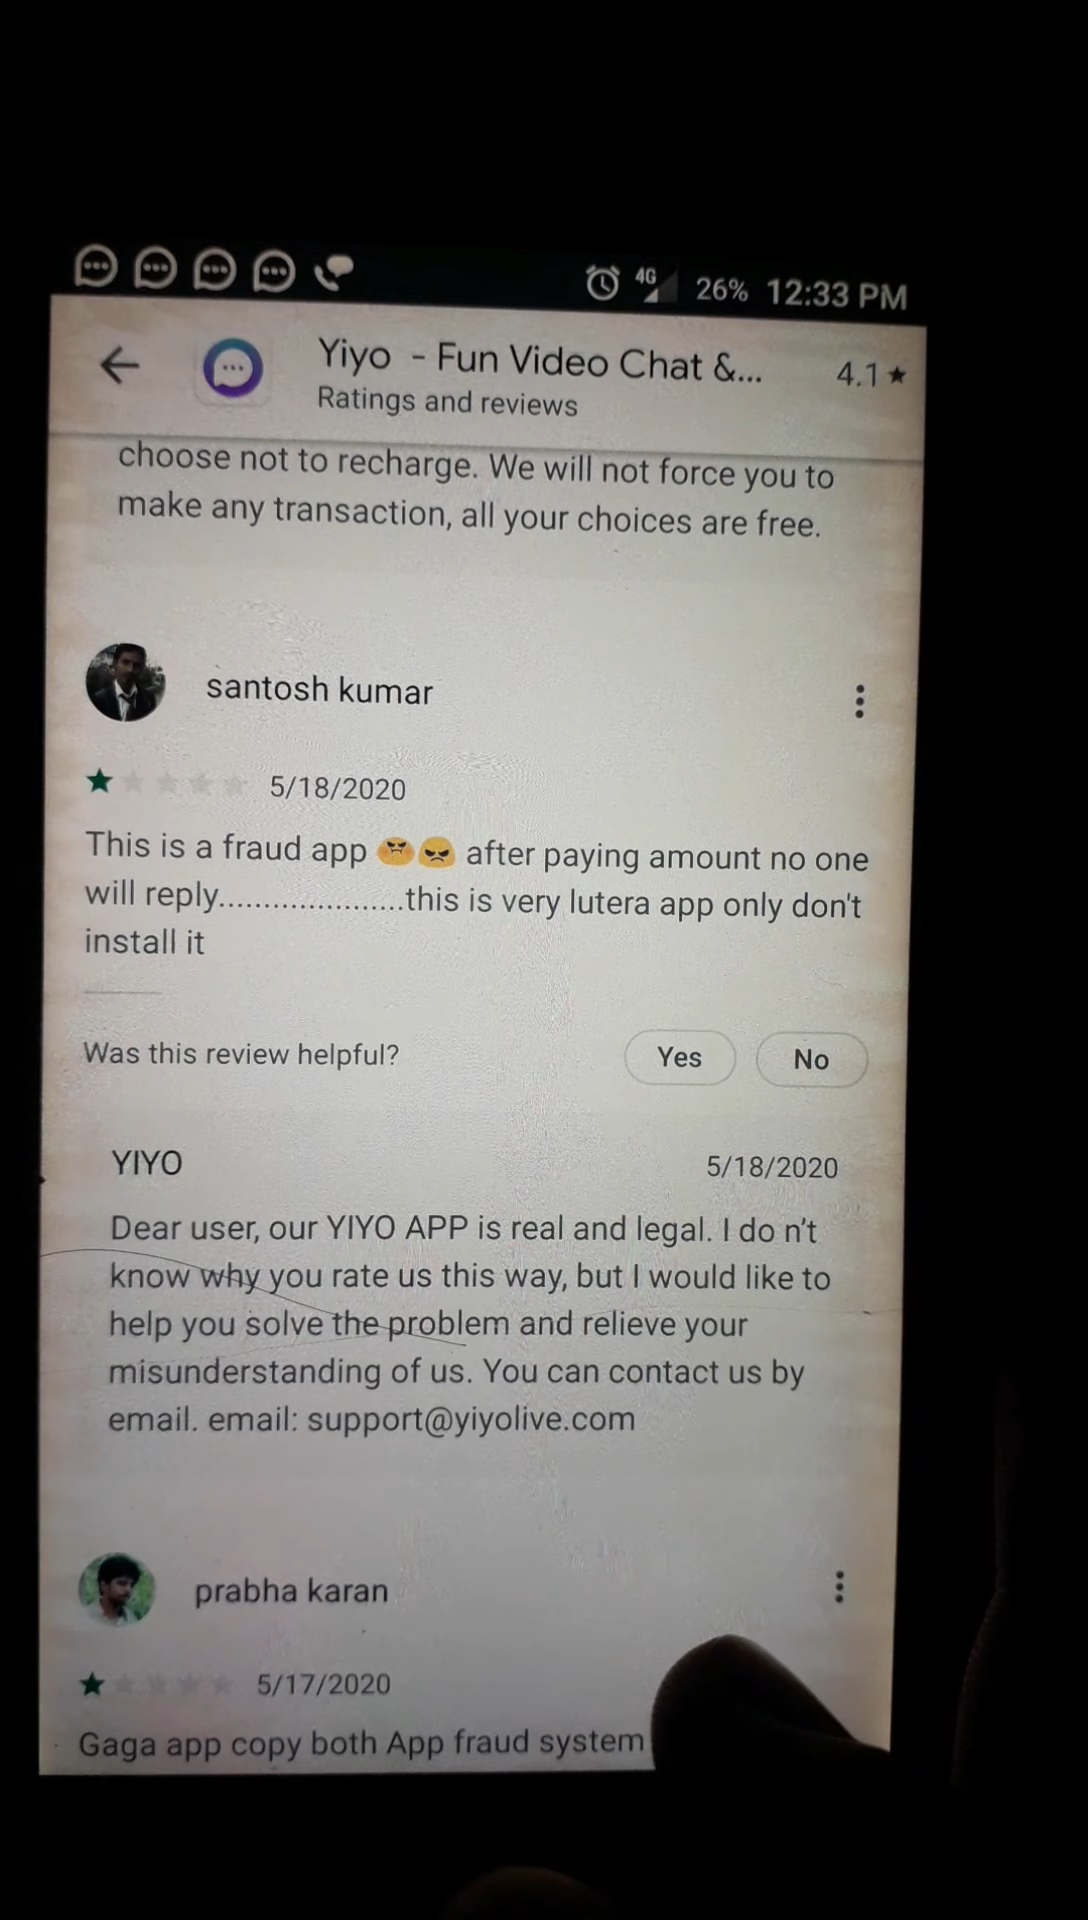 4G 26% 12:33 PM
Yiyo - Fun Video Chat &... 4.1★
Ratings and reviews
choose not to recharge. We will not force you to
make any transaction, all your choices are free.
santosh kumar
5/18/2020
This is a fraud app 😡😠 after paying amount no one
will reply.....................this is very lutera app only don't
install it
Was this review helpful? Yes No
YIYO 5/18/2020
Dear user, our YIYO APP is real and legal. I do n't
know why you rate us this way, but I would like to
help you solve the problem and relieve your
misunderstanding of us. You can contact us by
email. email: support@yiyolive.com
prabha karan
5/17/2020
Gaga app copy both App fraud system